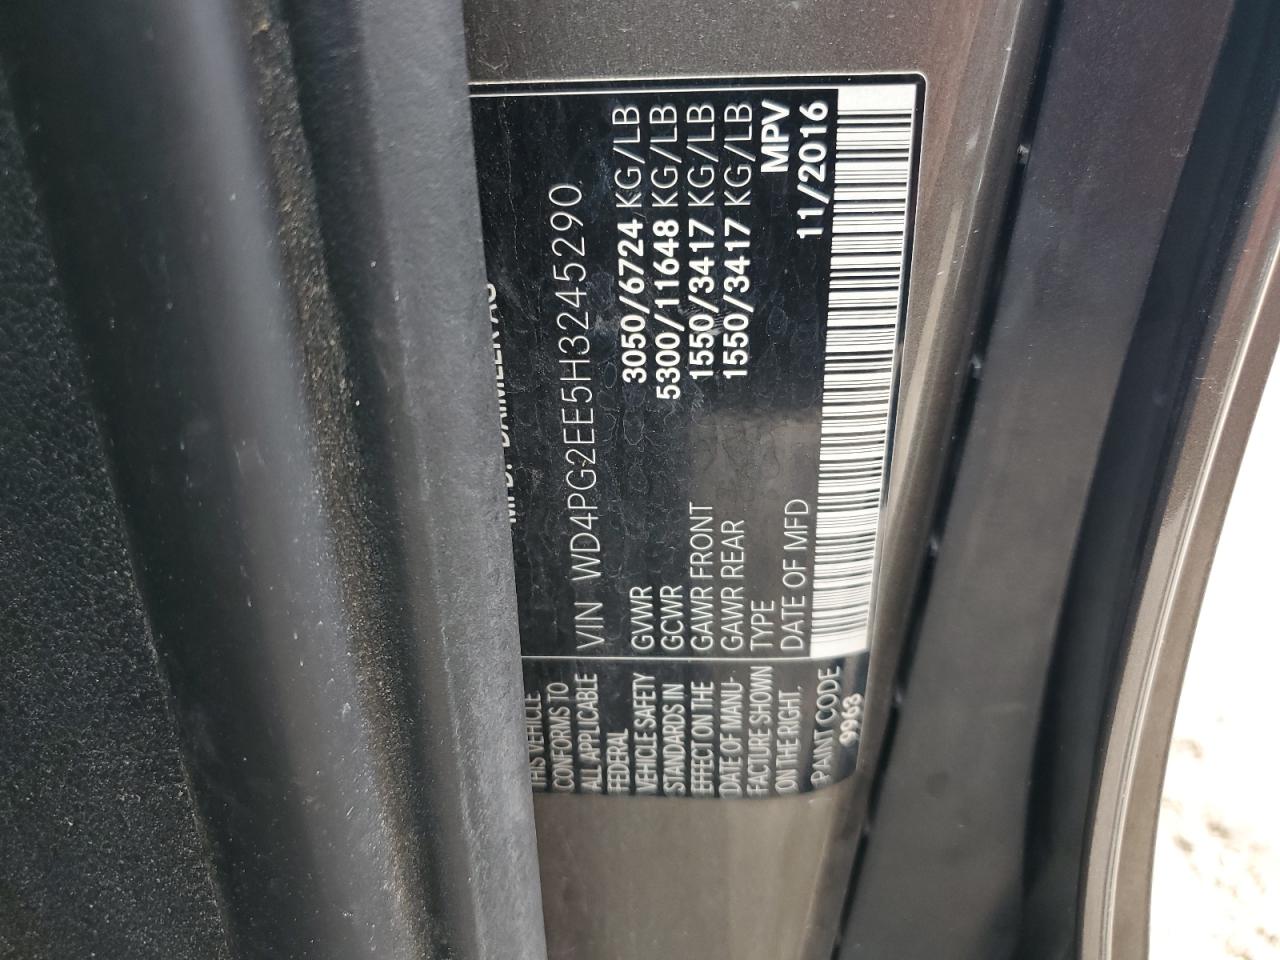 MFD. DAIMLER AG
VIN WD4PG2EE5H3245290
GVWR 3050/6724 KG/LB
GCWR 5300/11648 KG/LB
GAWR FRONT 1550/3417 KG/LB
GAWR REAR 1550/3417 KG/LB
TYPE MPV
DATE OF MFD 11/2016
THIS VEHICLE
CONFORMS TO
ALL APPLICABLE
FEDERAL
VEHICLE SAFETY
STANDARDS IN
EFFECT ON THE
DATE OF MANU-
FACTURE SHOWN
ON THE RIGHT.
PAINT CODE
9963